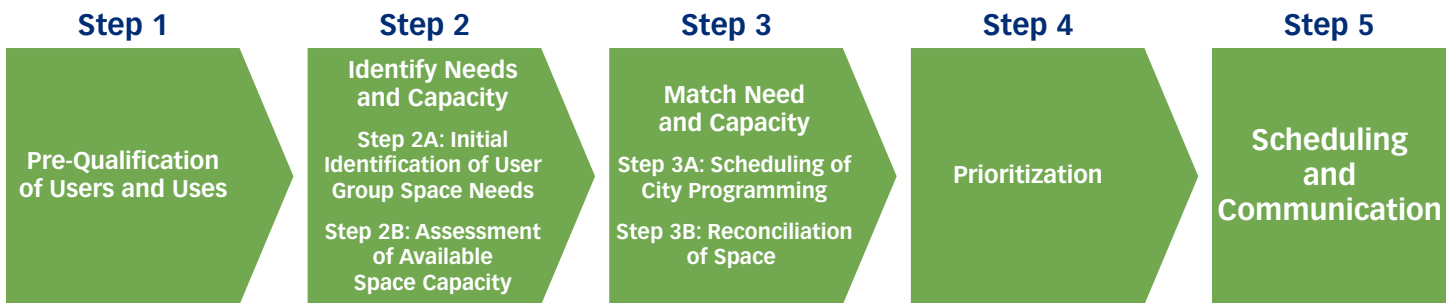 Step 1
Pre-Qualification
of Users and Uses
Step 2
Identify Needs
and Capacity
Step 2A: Initial
Identification of User
Group Space Needs
Step 2B: Assessment
of Available
Space Capacity
Step 3
Match Need
and Capacity
Step 3A: Scheduling of
City Programming
Step 3B: Reconciliation
of Space
Step 4
Prioritization
Step 5
Scheduling
and
Communication